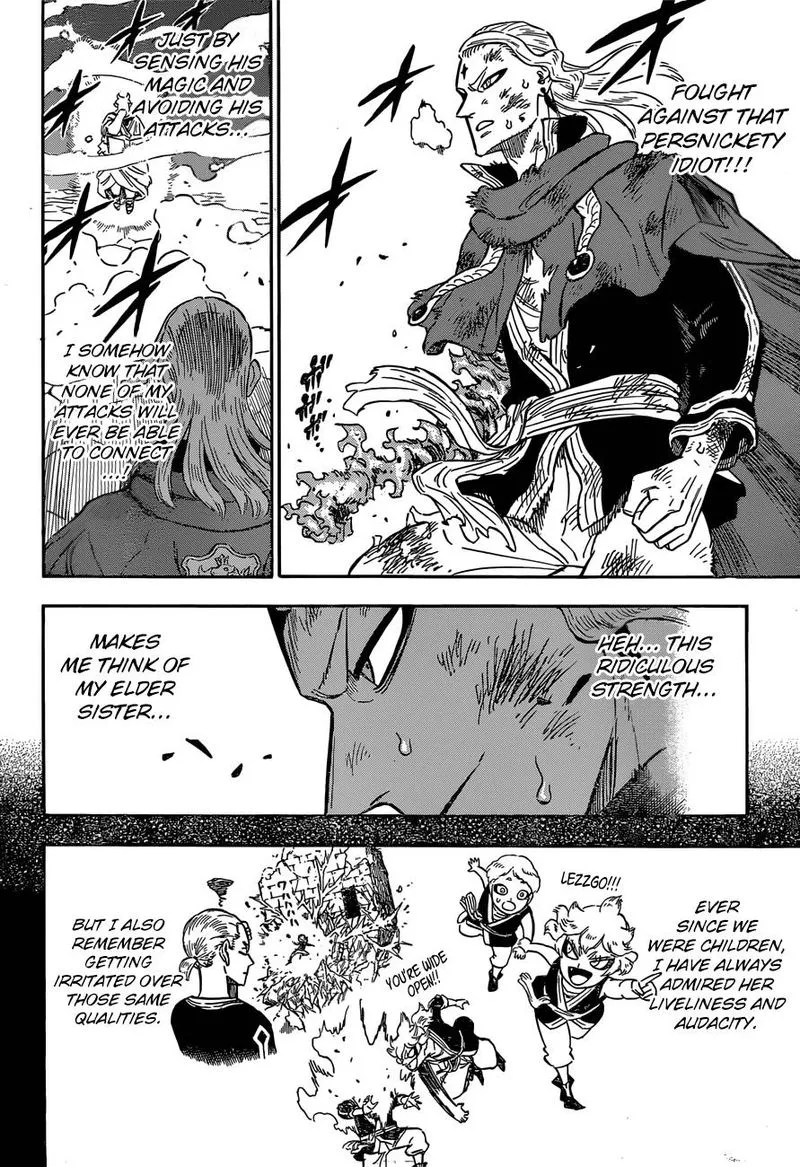 FOUGHT
AGAINST THAT
PERSNICKETY
IDIOT!!!
JUST BY
SENSING HIS
MAGIC AND
AVOIDING HIS
ATTACKS...
I SOMEHOW
KNOW THAT
NONE OF MY
ATTACKS WILL
EVER BE ABLE
TO CONNECT
....!
HEH... THIS
RIDICULOUS
STRENGTH...
MAKES
ME THINK OF
MY ELDER
SISTER...
EVER
SINCE WE
WERE CHILDREN,
I HAVE ALWAYS
ADMIRED HER
LIVELINESS AND
AUDACITY.
LEZZGO!!!
YOU'RE WIDE
OPEN!!
BUT I ALSO
REMEMBER
GETTING
IRRITATED OVER
THOSE SAME
QUALITIES.